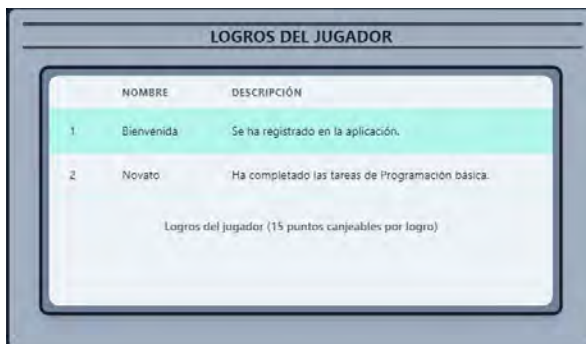 LOGROS DEL JUGADOR
NOMBRE DESCRIPCIÓN
1 Bienvenida Se ha registrado en la aplicación.
2 Novato Ha completado las tareas de Programación básica.
Logros del jugador (15 puntos canjeables por logro)